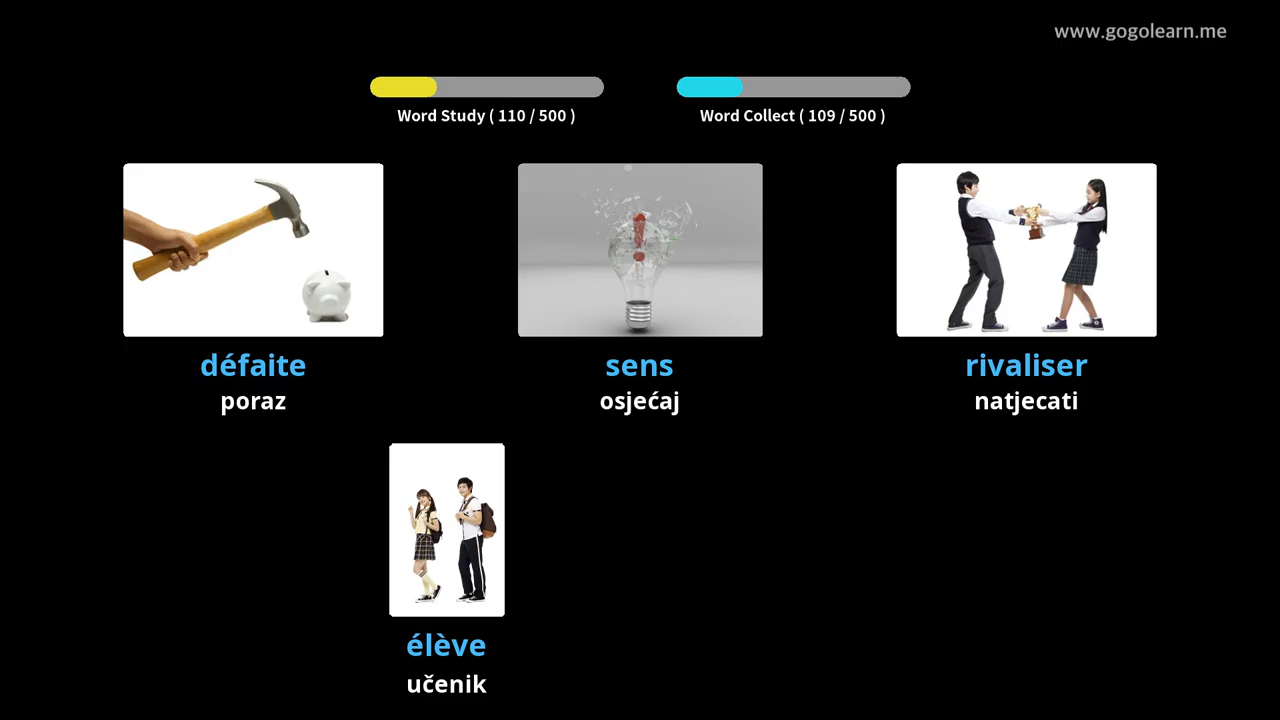 www.gogolearn.me
Word Study ( 110 / 500 )
Word Collect ( 109 / 500 )
défaite
poraz
sens
osjećaj
rivaliser
natjecati
élève
učenik